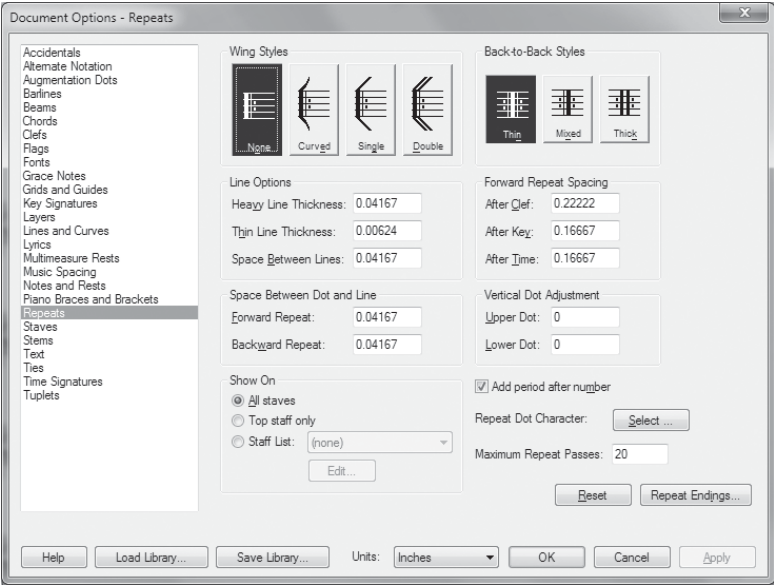 Document Options - Repeats
Accidentals
Alternate Notation
Augmentation Dots
Barlines
Beams
Chords
Clefs
Flags
Fonts
Grace Notes
Grids and Guides
Key Signatures
Layers
Lines and Curves
Lyrics
Multimeasure Rests
Music Spacing
Notes and Rests
Piano Braces and Brackets
Repeats
Staves
Stems
Text
Ties
Time Signatures
Tuplets
Wing Styles
None Curved Single Double
Back-to-Back Styles
Thin Mixed Thick
Line Options
Heavy Line Thickness: 0.04167
Thin Line Thickness: 0.00624
Space Between Lines: 0.04167
Forward Repeat Spacing
After Clef: 0.22222
After Key: 0.16667
After Time: 0.16667
Space Between Dot and Line
Forward Repeat: 0.04167
Backward Repeat: 0.04167
Vertical Dot Adjustment
Upper Dot: 0
Lower Dot: 0
Show On
All staves
Top staff only
Staff List: (none)
Edit...
Add period after number
Repeat Dot Character: Select ...
Maximum Repeat Passes: 20
Reset Repeat Endings...
Help Load Library... Save Library... Units: Inches OK Cancel Apply